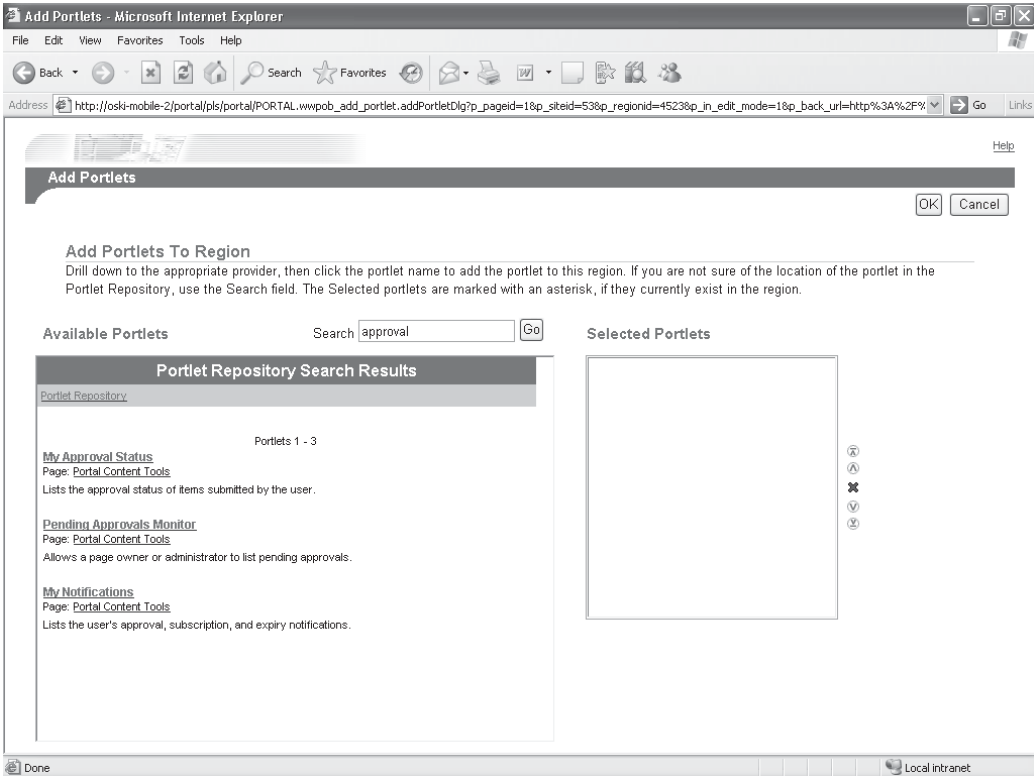 Add Portlets - Microsoft Internet Explorer
File Edit View Favorites Tools Help
Back Search Favorites
Address http://oski-mobile-2/portal/pls/portal/PORTAL.wwpob_add_portlet.addPortletDlg?p_pageid=1&p_siteid=53&p_regionid=4523&p_in_edit_mode=1&p_back_url=http%3A%2F% Go Links
Help
Add Portlets
OK Cancel
Add Portlets To Region
Drill down to the appropriate provider, then click the portlet name to add the portlet to this region. If you are not sure of the location of the portlet in the
Portlet Repository, use the Search field. The Selected portlets are marked with an asterisk, if they currently exist in the region.
Available Portlets Search approval Go Selected Portlets
Portlet Repository Search Results
Portlet Repository
Portlets 1 - 3
My Approval Status
Page: Portal Content Tools
Lists the approval status of items submitted by the user.
Pending Approvals Monitor
Page: Portal Content Tools
Allows a page owner or administrator to list pending approvals.
My Notifications
Page: Portal Content Tools
Lists the user's approval, subscription, and expiry notifications.
Done Local intranet